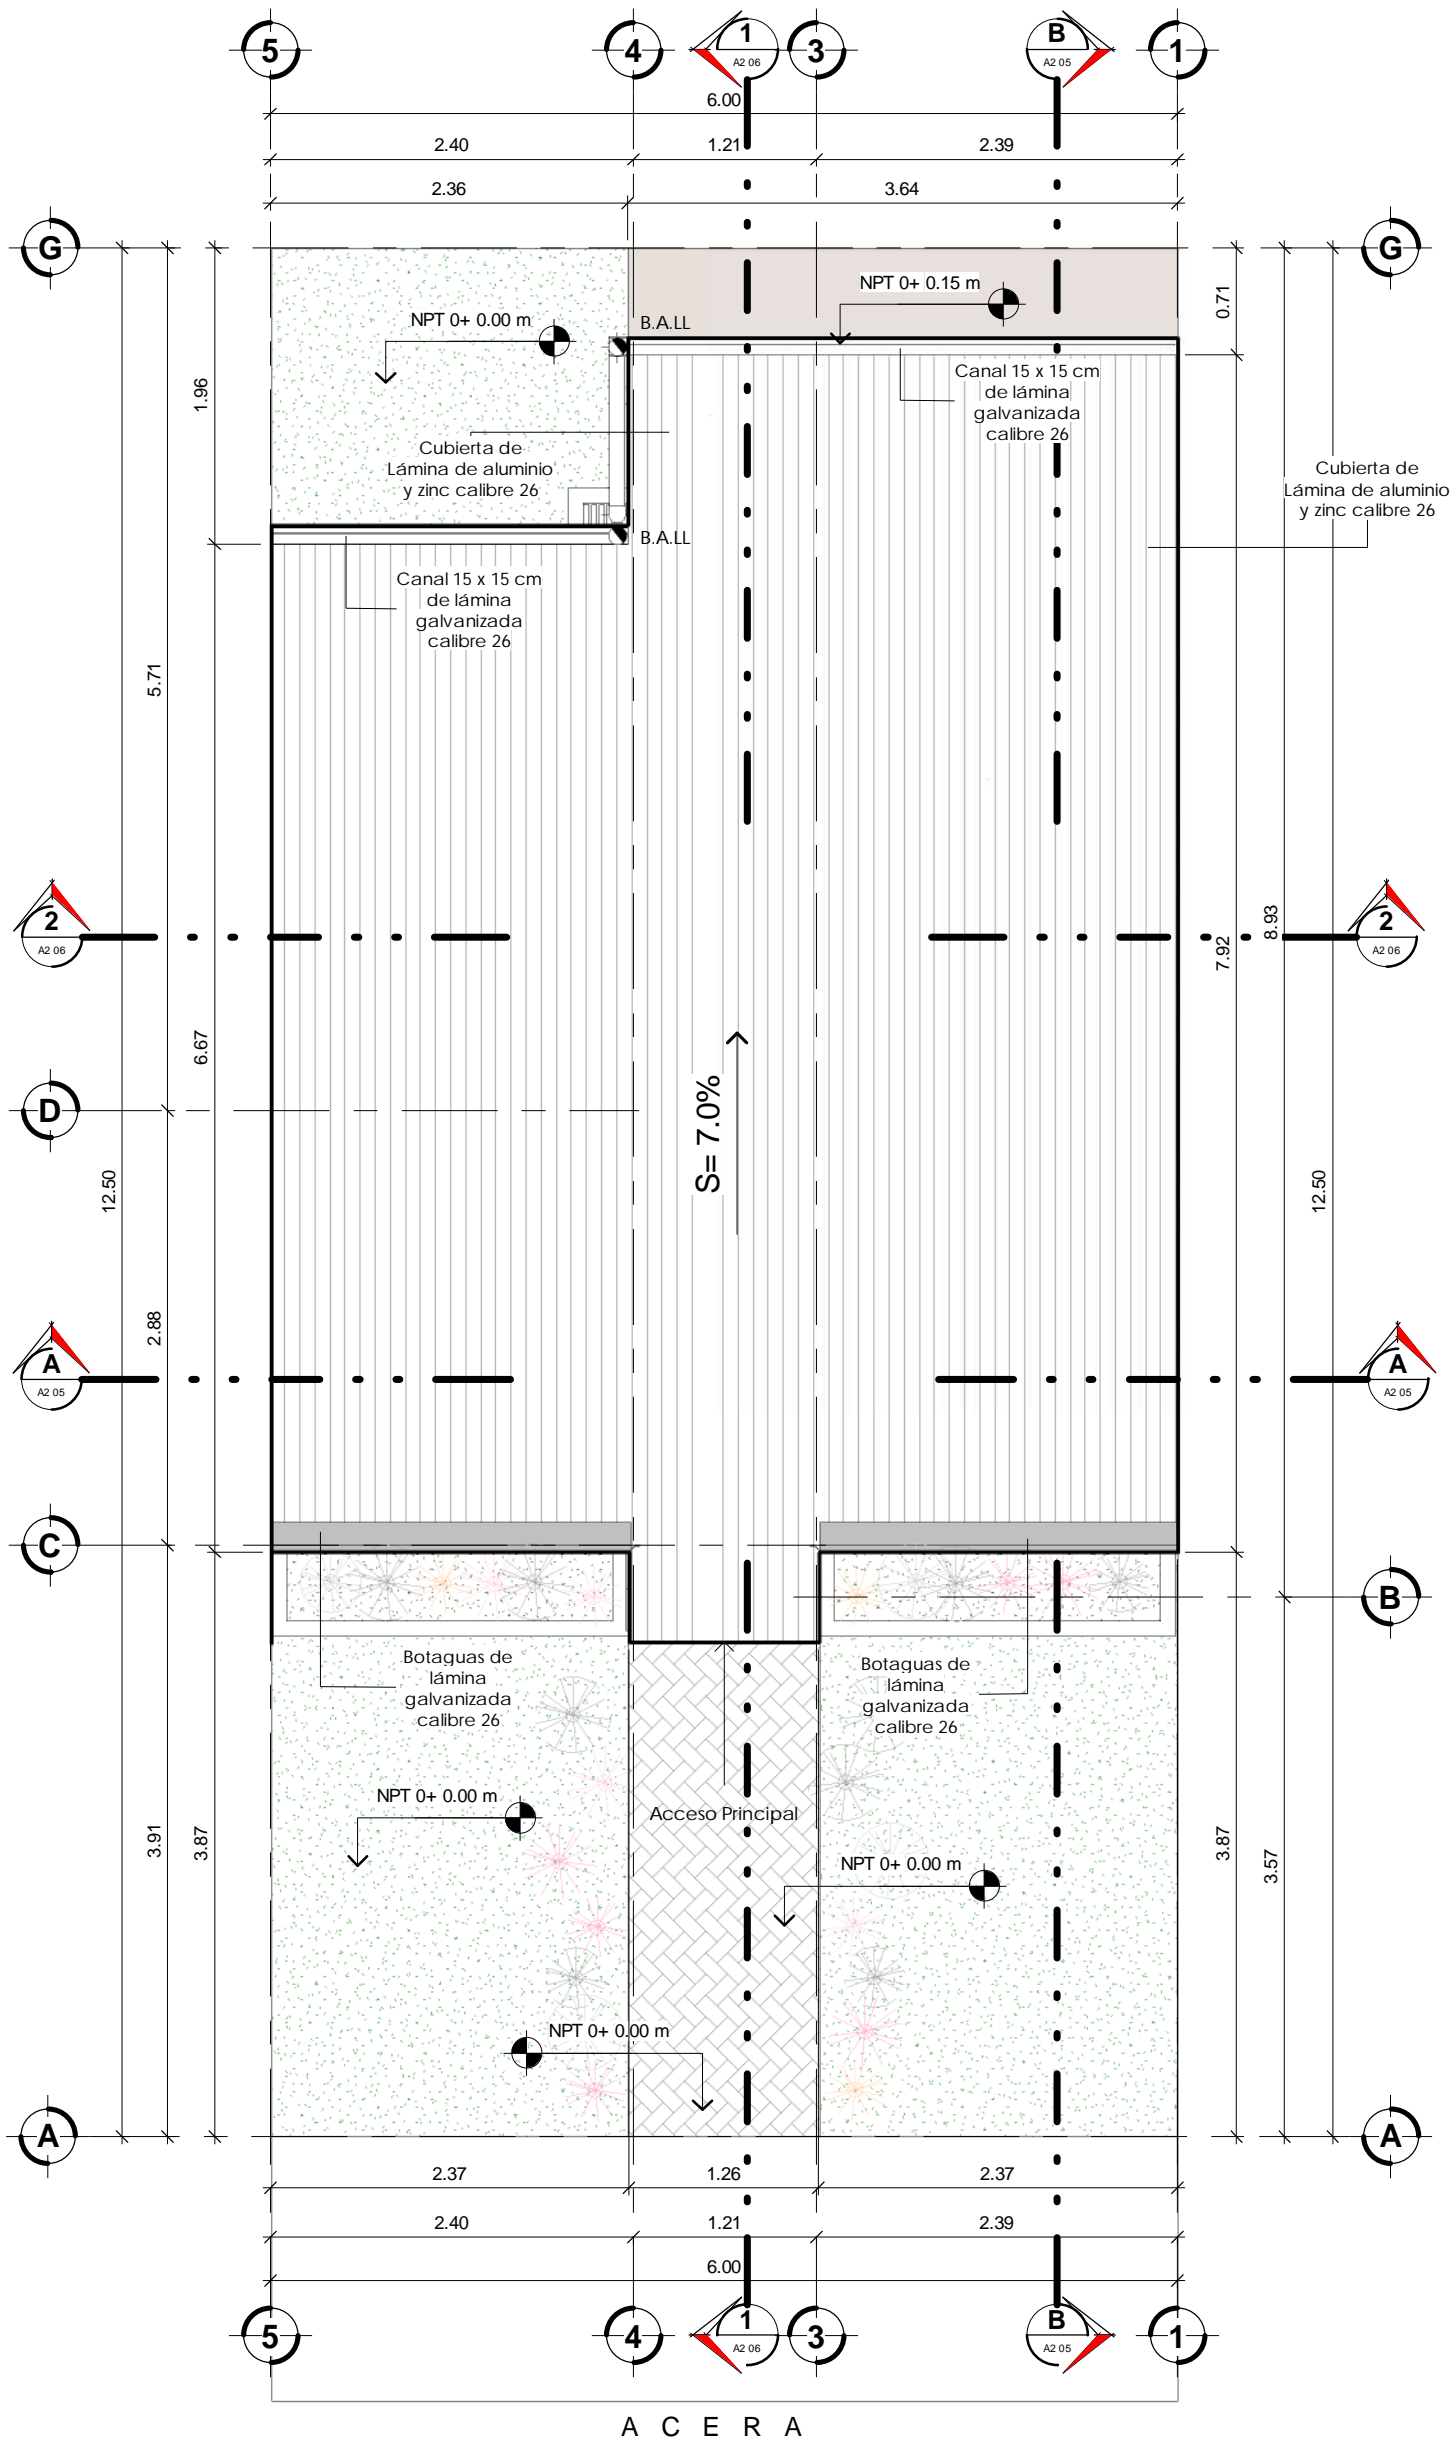 5
4
1
A2 06
3
B
A2 05
1
6.00
2.40
1.21
2.39
2.36
3.64
G
G
NPT 0+ 0.15 m
0.71
NPT 0+ 0.00 m
B.A.LL
Canal 15 x 15 cm
de lámina
galvanizada
calibre 26
1.96
Cubierta de
Lámina de aluminio
y zinc calibre 26
Cubierta de
Lámina de aluminio
y zinc calibre 26
B.A.LL
Canal 15 x 15 cm
de lámina
galvanizada
calibre 26
5.71
2
A2 06
8.93
7.92
2
A2 06
6.67
D
S= 7.0%
12.50
12.50
2.88
A
A2 05
A
A2 05
C
B
Botaguas de
lámina
galvanizada
calibre 26
Botaguas de
lámina
galvanizada
calibre 26
NPT 0+ 0.00 m
Acceso Principal
3.91
3.87
3.87
3.57
NPT 0+ 0.00 m
NPT 0+ 0.00 m
A
A
2.37
1.26
2.37
2.40
1.21
2.39
6.00
5
4
1
A2 06
3
B
A2 05
1
A C E R A